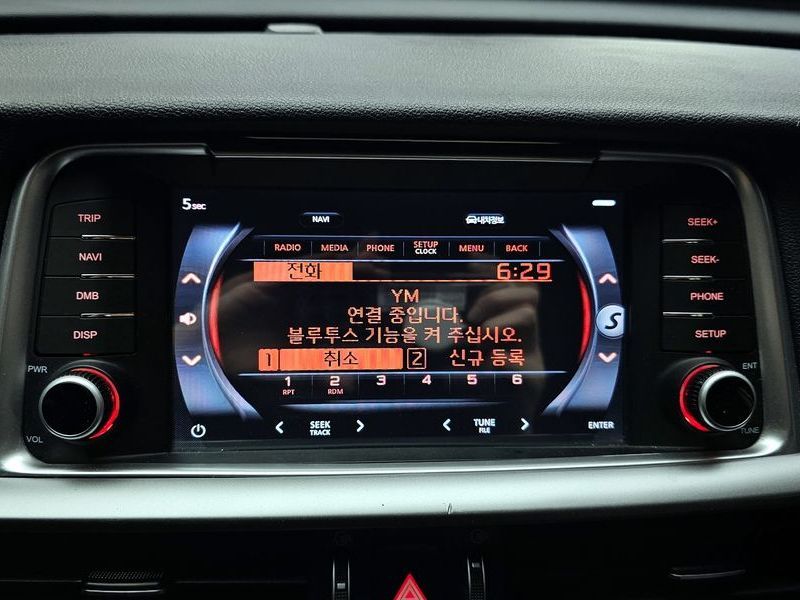 5 SEC
NAVI
내차정보
TRIP
NAVI
DMB
DISP
PWR
VOL
RADIO MEDIA PHONE SETUP CLOCK MENU BACK
전화 6:29
YM
연결 중입니다.
블루투스 기능을 켜 주십시오.
1 취소 2 신규 등록
1 2 3 4 5 6
RPT RDM
< SEEK TRACK > < TUNE FILE > ENTER
S
SEEK+
SEEK-
PHONE
SETUP
ENT
TUNE